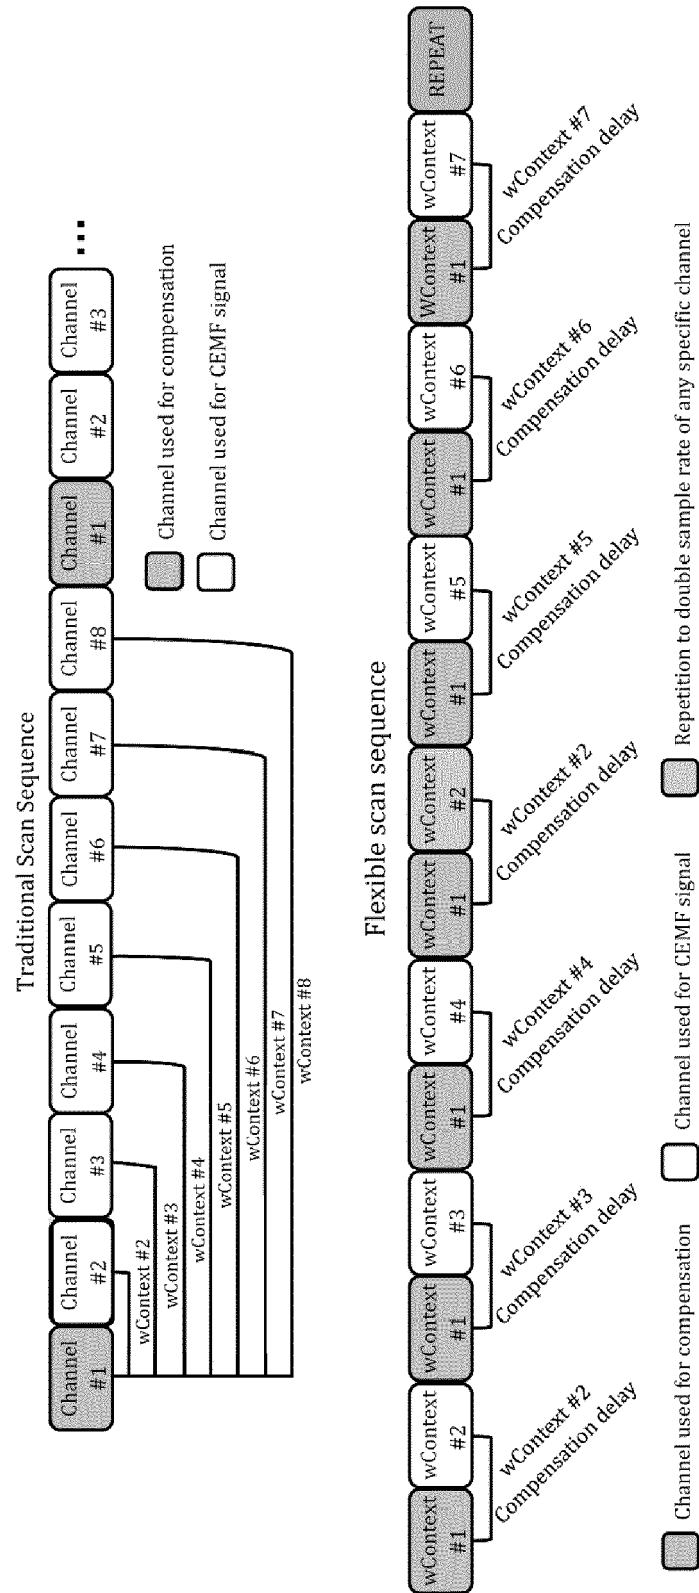 Traditional Scan Sequence
Channel
#1
Channel
#2
Channel
#3
Channel
#4
Channel
#5
Channel
#6
Channel
#7
Channel
#8
Channel
#1
Channel
#2
Channel
#3
...
wContext #2
wContext #3
wContext #4
wContext #5
wContext #6
wContext #7
wContext #8
Channel used for compensation
Channel used for CEMF signal
Flexible scan sequence
wContext
#1
wContext
#2
wContext
#1
wContext
#3
wContext
#1
wContext
#4
wContext
#1
wContext
#2
wContext
#1
wContext
#5
wContext
#1
wContext
#6
WContext
#1
wContext
#7
REPEAT
wContext #2
Compensation delay
wContext #3
Compensation delay
wContext #4
Compensation delay
wContext #2
Compensation delay
wContext #5
Compensation delay
wContext #6
Compensation delay
wContext #7
Compensation delay
Channel used for compensation
Channel used for CEMF signal
Repetition to double sample rate of any specific channel